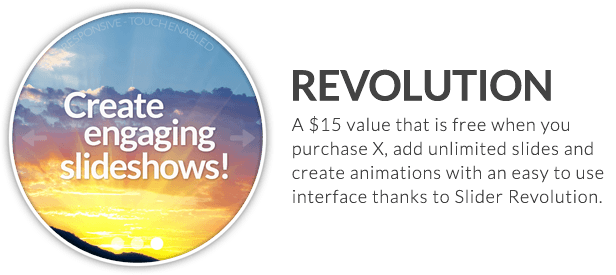 RESPONSIVE - TOUCH ENABLED
Create
engaging
slideshows!
REVOLUTION
A $15 value that is free when you
purchase X, add unlimited slides and
create animations with an easy to use
interface thanks to Slider Revolution.